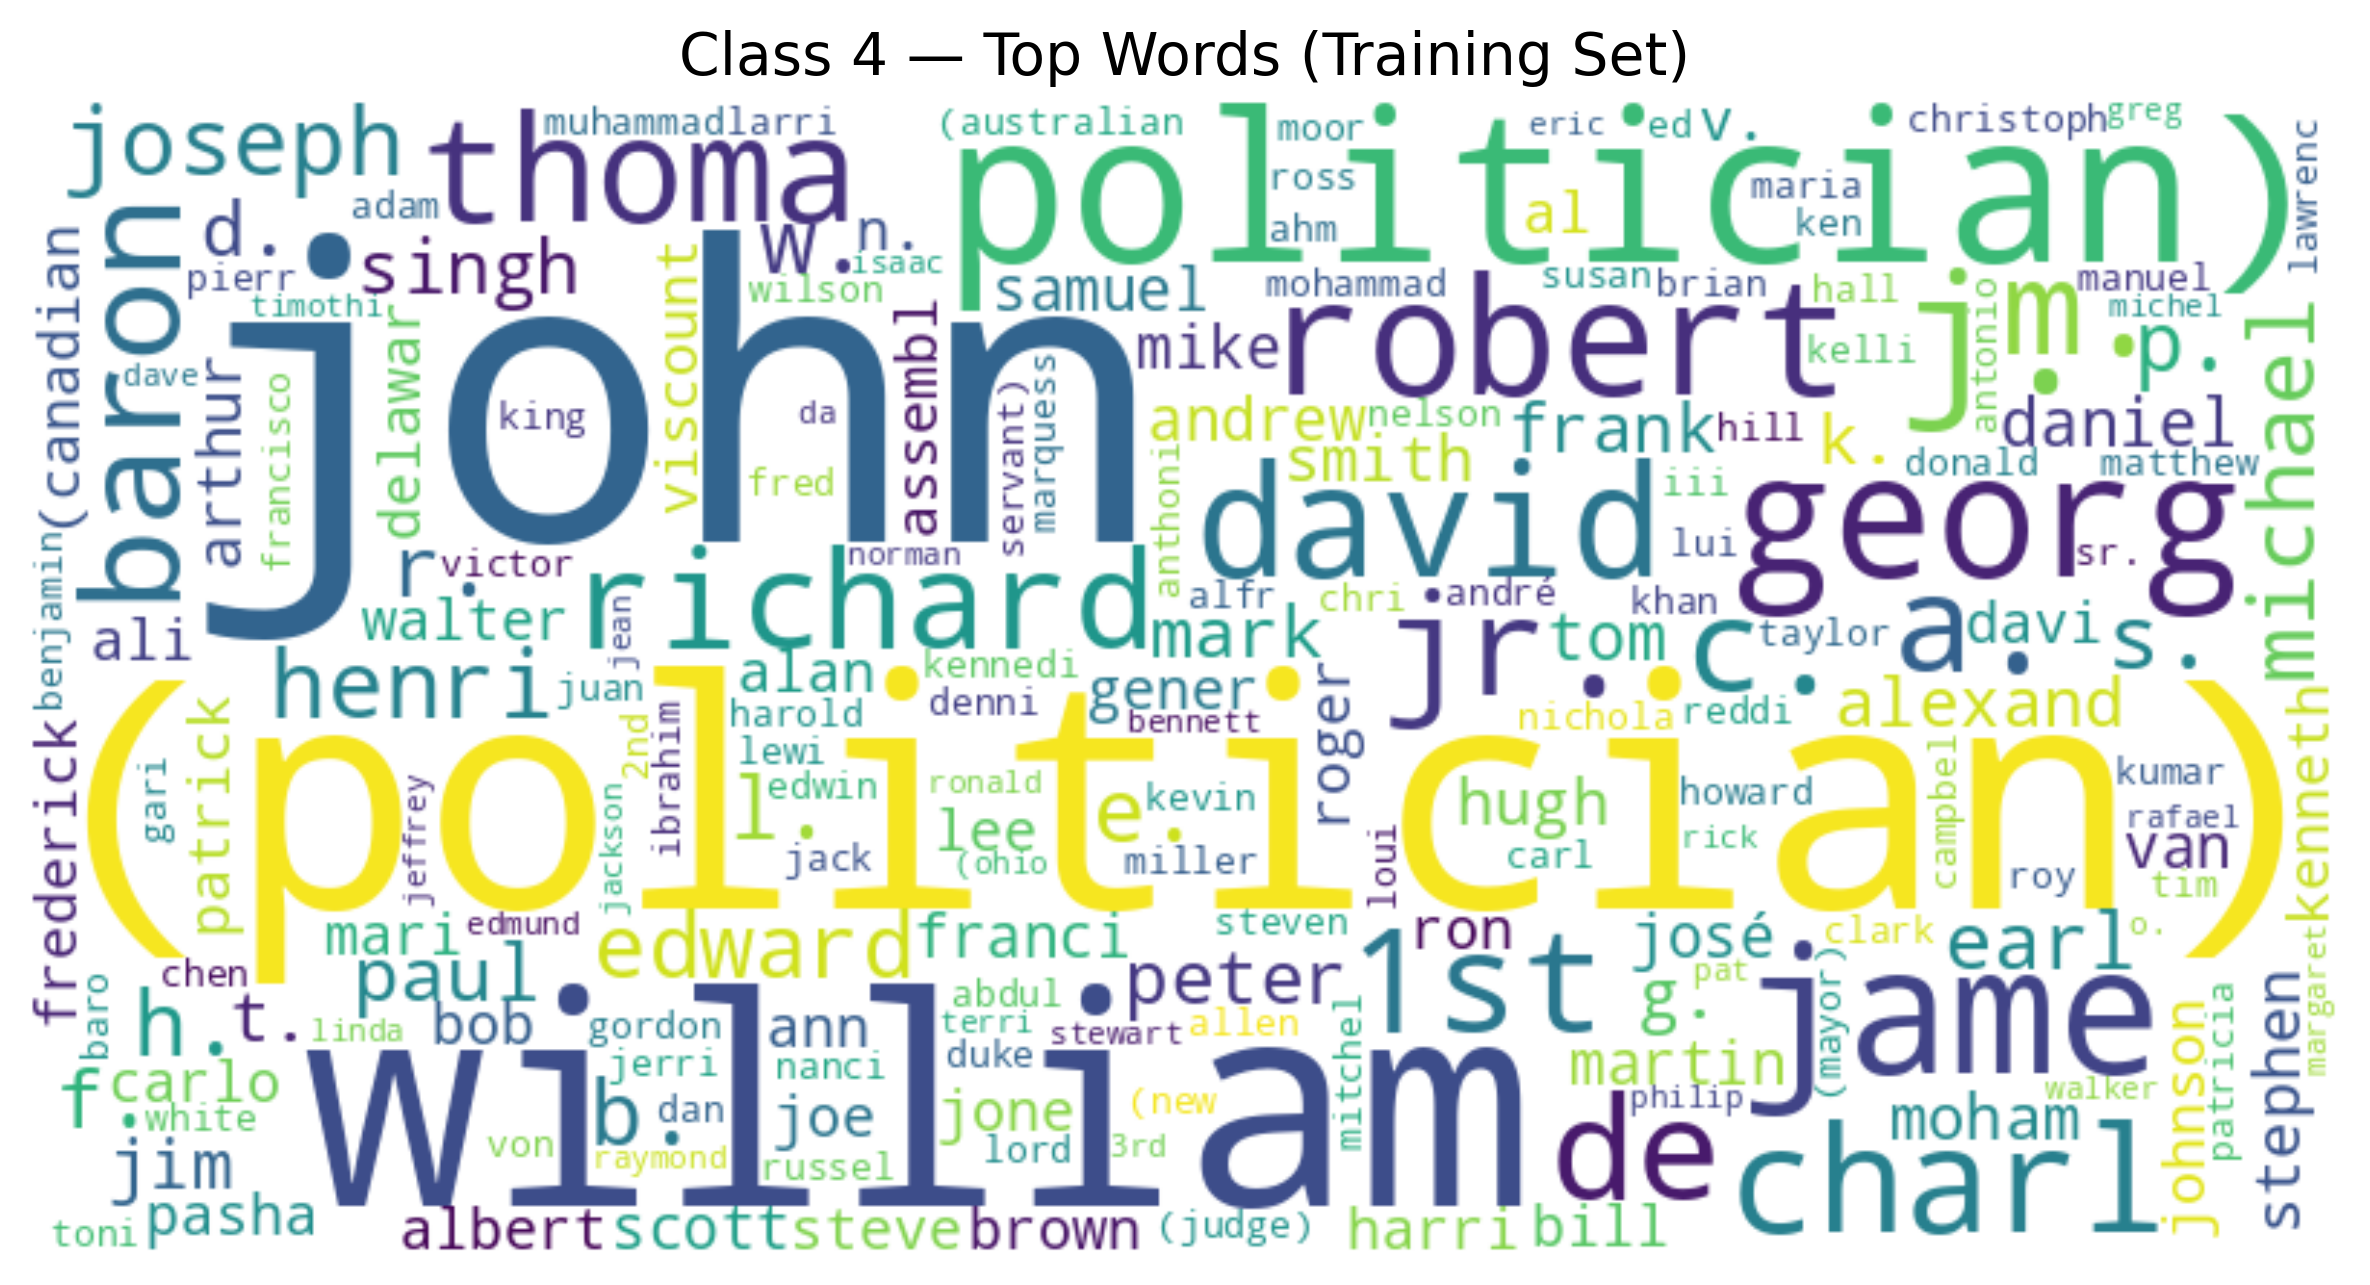 Class 4 — Top Words (Training Set)
joseph
thoma
muhammad
larri
(australian
politician)
moor
eric
ed
v.
christoph
greg
lawrenc
ross
maria
al
ken
ahm
adam
d.
baron
(canadian
pierr
singh
timothi
w.
n.
isaac
wilson
viscount
john
samuel
mohammad
susan
brian
hall
manuel
michel
j.
m.
p.
antonio
kelli
mike
robert
michael
dave
arthur
francisco
delawar
king
da
fred
assembl
servant)
marquess
andrew
nelson
frank
hill
k.
daniel
smith
donald
matthew
anthoni
david
iii
lui
georg
sr.
r.
victor
norman
richard
walter
jean
alfr
chri
andré
khan
benjamin
ali
mark
jr.
tom
c.
taylor
a.
davi
s.
henri
juan
alan
kennedi
denni
gener
bennett
roger
nichola
reddi
alexand
harold
2nd
ibrahim
lewi
frederick
gari
patrick
(politician)
jeffrey
jackson
l.
edwin
ronald
lee
(ohio
jack
e.
kevin
miller
loui
hugh
carl
howard
rick
campbel
kumar
rafael
van
roy
tim
kenneth
mari
edmund
edward
franci
steven
ron
josé
clark
earl
o.
chen
paul
peter
1st
pat
g.
jame
margaret
baro
h.
t.
linda
bob
gordon
ann
abdul
terri
stewart
allen
duke
jerri
nanci
mitchel
martin
(mayor)
walker
johnson
patricia
stephen
f.
carlo
white
william
b.
dan
joe
jone
(new
lord
3rd
de
philip
moham
charl
jim
von
raymond
russel
toni
pasha
albert
scott
steve
brown
(judge)
harri
bill